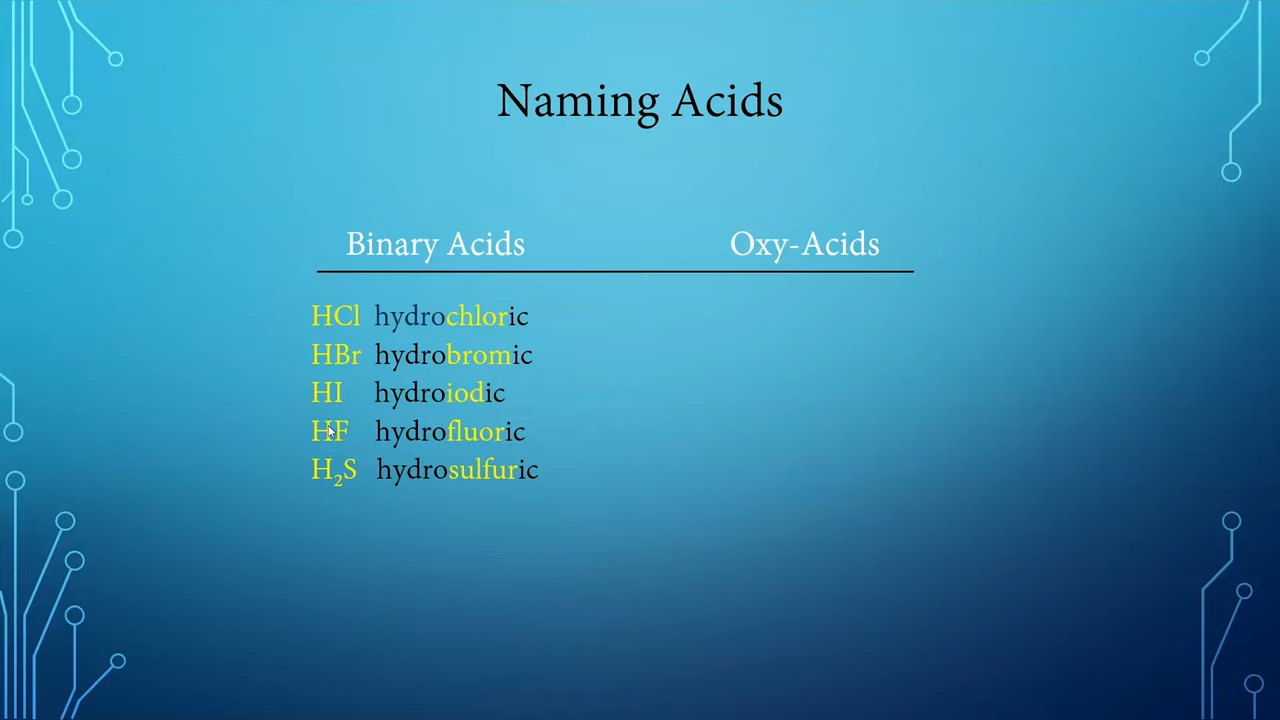 Naming Acids
Binary Acids Oxy-Acids
HCl hydrochloric
HBr hydrobromic
HI hydroiodic
HF hydrofluoric
H₂S hydrosulfuric